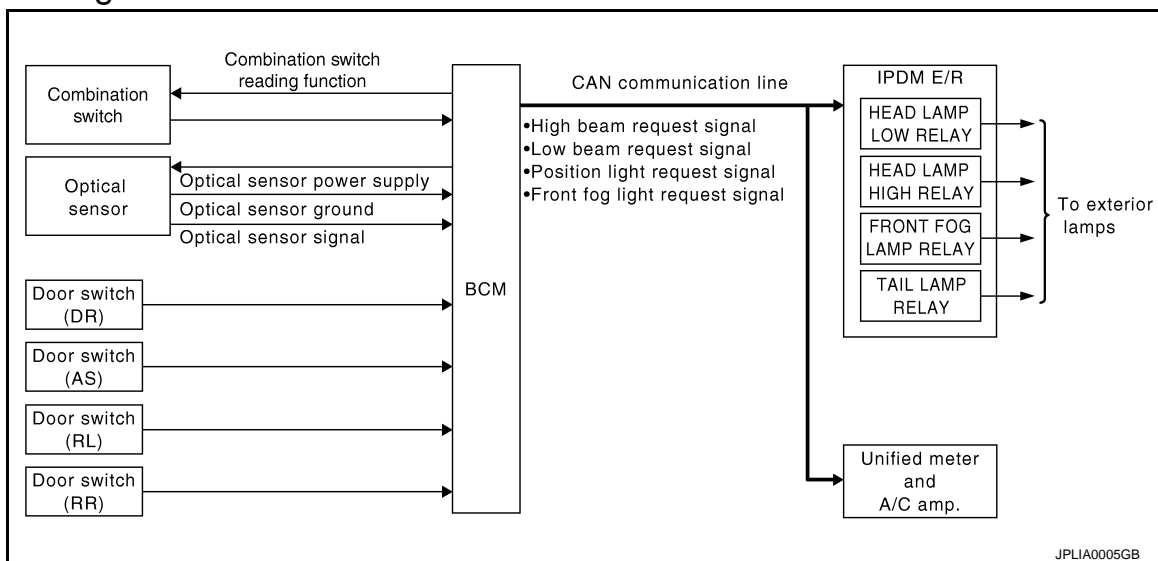 Combination
switch
Combination switch
reading function
Optical
sensor
Optical sensor power supply
Optical sensor ground
Optical sensor signal
Door switch
(DR)
Door switch
(AS)
Door switch
(RL)
Door switch
(RR)
BCM
CAN communication line
•High beam request signal
•Low beam request signal
•Position light request signal
•Front fog light request signal
IPDM E/R
HEAD LAMP
LOW RELAY
HEAD LAMP
HIGH RELAY
FRONT FOG
LAMP RELAY
TAIL LAMP
RELAY
To exterior
lamps
Unified meter
and
A/C amp.
JPLIA0005GB